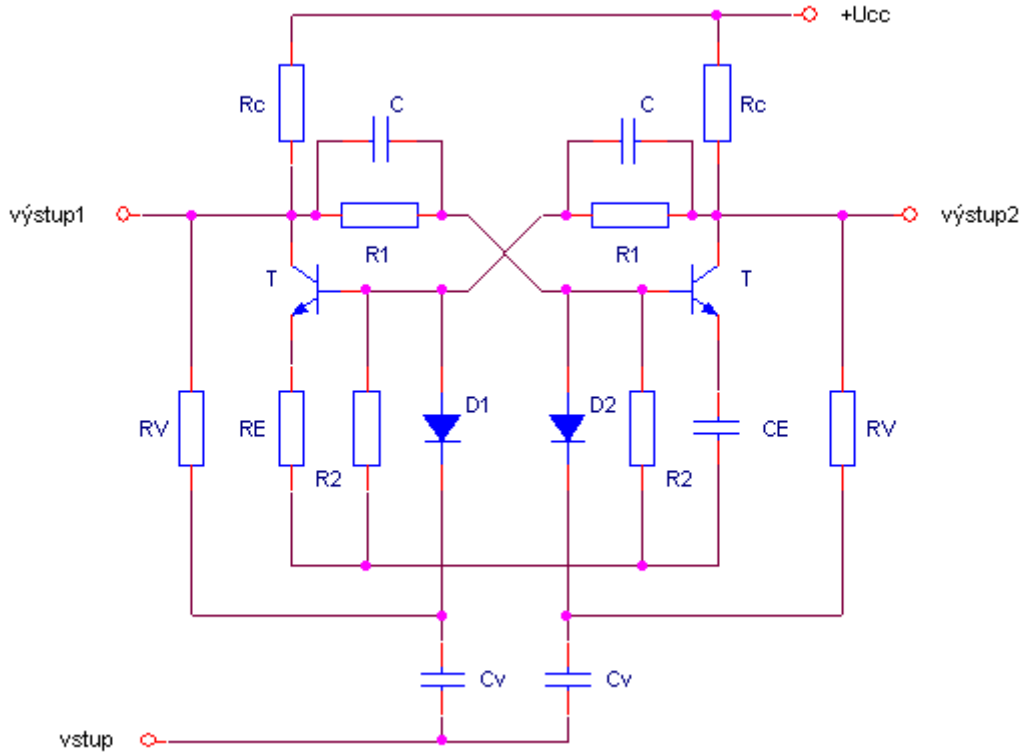 +Ucc
Rc
C
C
Rc
výstup1
výstup2
R1
R1
T
T
RV
RE
D1
D2
CE
RV
R2
R2
Cv
Cv
vstup